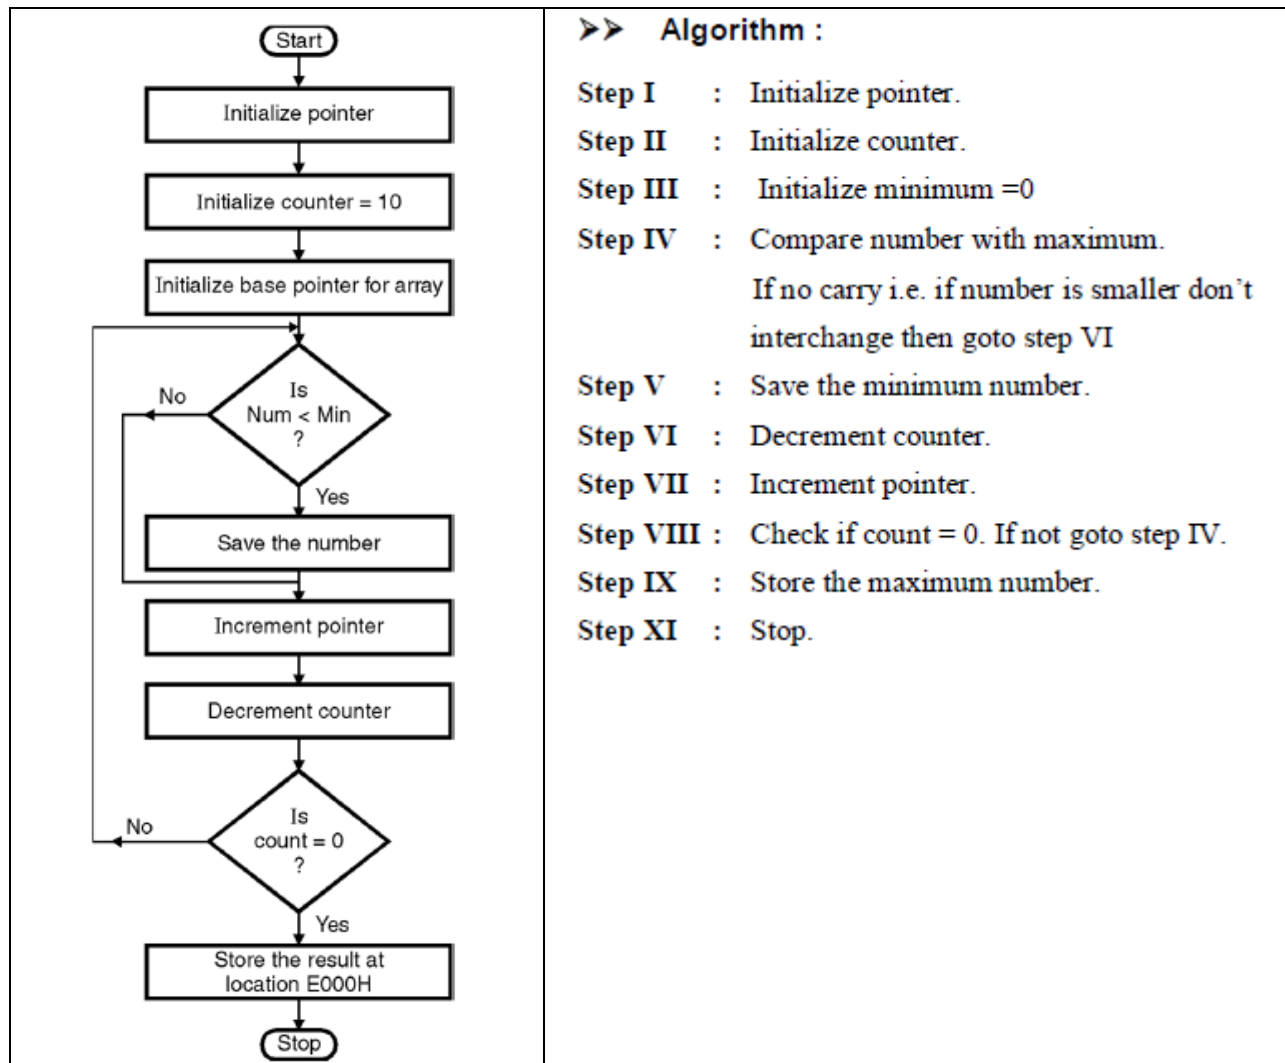 Start
Initialize pointer
Initialize counter = 10
Initialize base pointer for array
Is
Num < Min
?
No
Yes
Save the number
Increment pointer
Decrement counter
Is
count = 0
?
No
Yes
Store the result at
location E000H
Stop
➢➢ Algorithm :
Step I : Initialize pointer.
Step II : Initialize counter.
Step III : Initialize minimum =0
Step IV : Compare number with maximum.
If no carry i.e. if number is smaller don’t
interchange then goto step VI
Step V : Save the minimum number.
Step VI : Decrement counter.
Step VII : Increment pointer.
Step VIII : Check if count = 0. If not goto step IV.
Step IX : Store the maximum number.
Step XI : Stop.